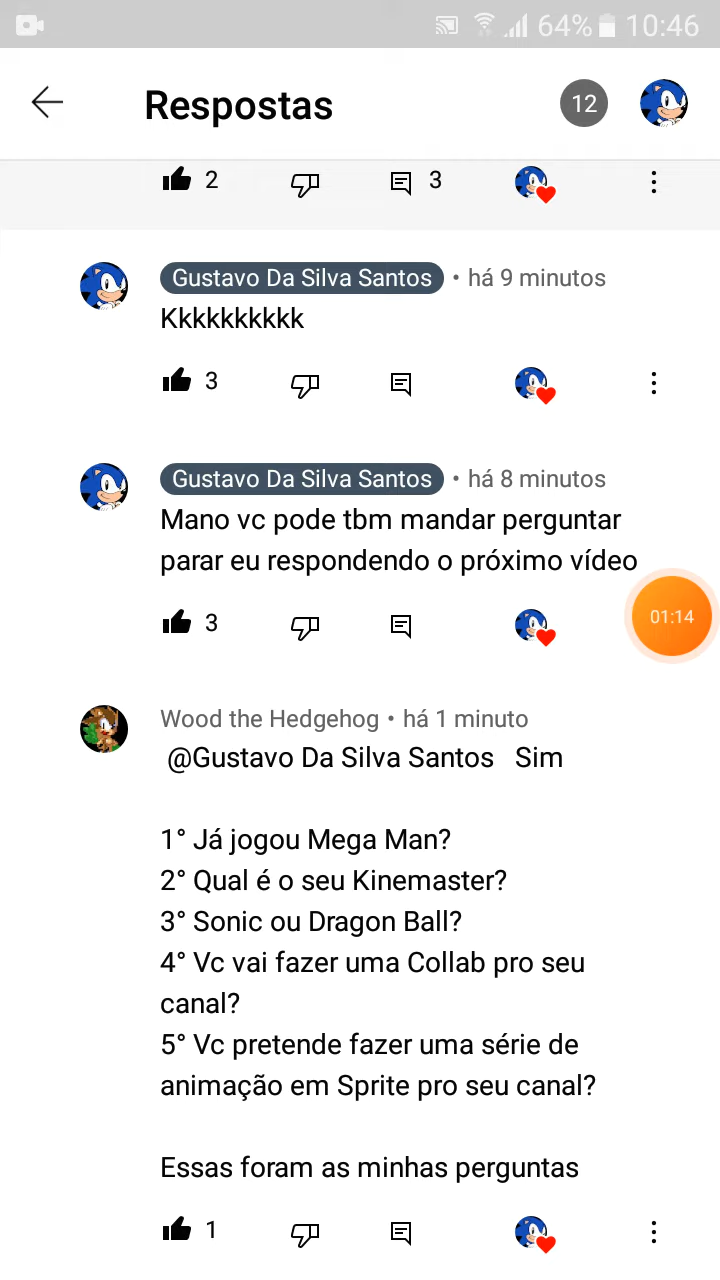 64% 10:46
Respostas 12
2 3
Gustavo Da Silva Santos • há 9 minutos
Kkkkkkkkkk
3
Gustavo Da Silva Santos • há 8 minutos
Mano vc pode tbm mandar perguntar
parar eu respondendo o próximo vídeo
01:14
3
Wood the Hedgehog • há 1 minuto
@Gustavo Da Silva Santos Sim
1° Já jogou Mega Man?
2° Qual é o seu Kinemaster?
3° Sonic ou Dragon Ball?
4° Vc vai fazer uma Collab pro seu
canal?
5° Vc pretende fazer uma série de
animação em Sprite pro seu canal?
Essas foram as minhas perguntas
1